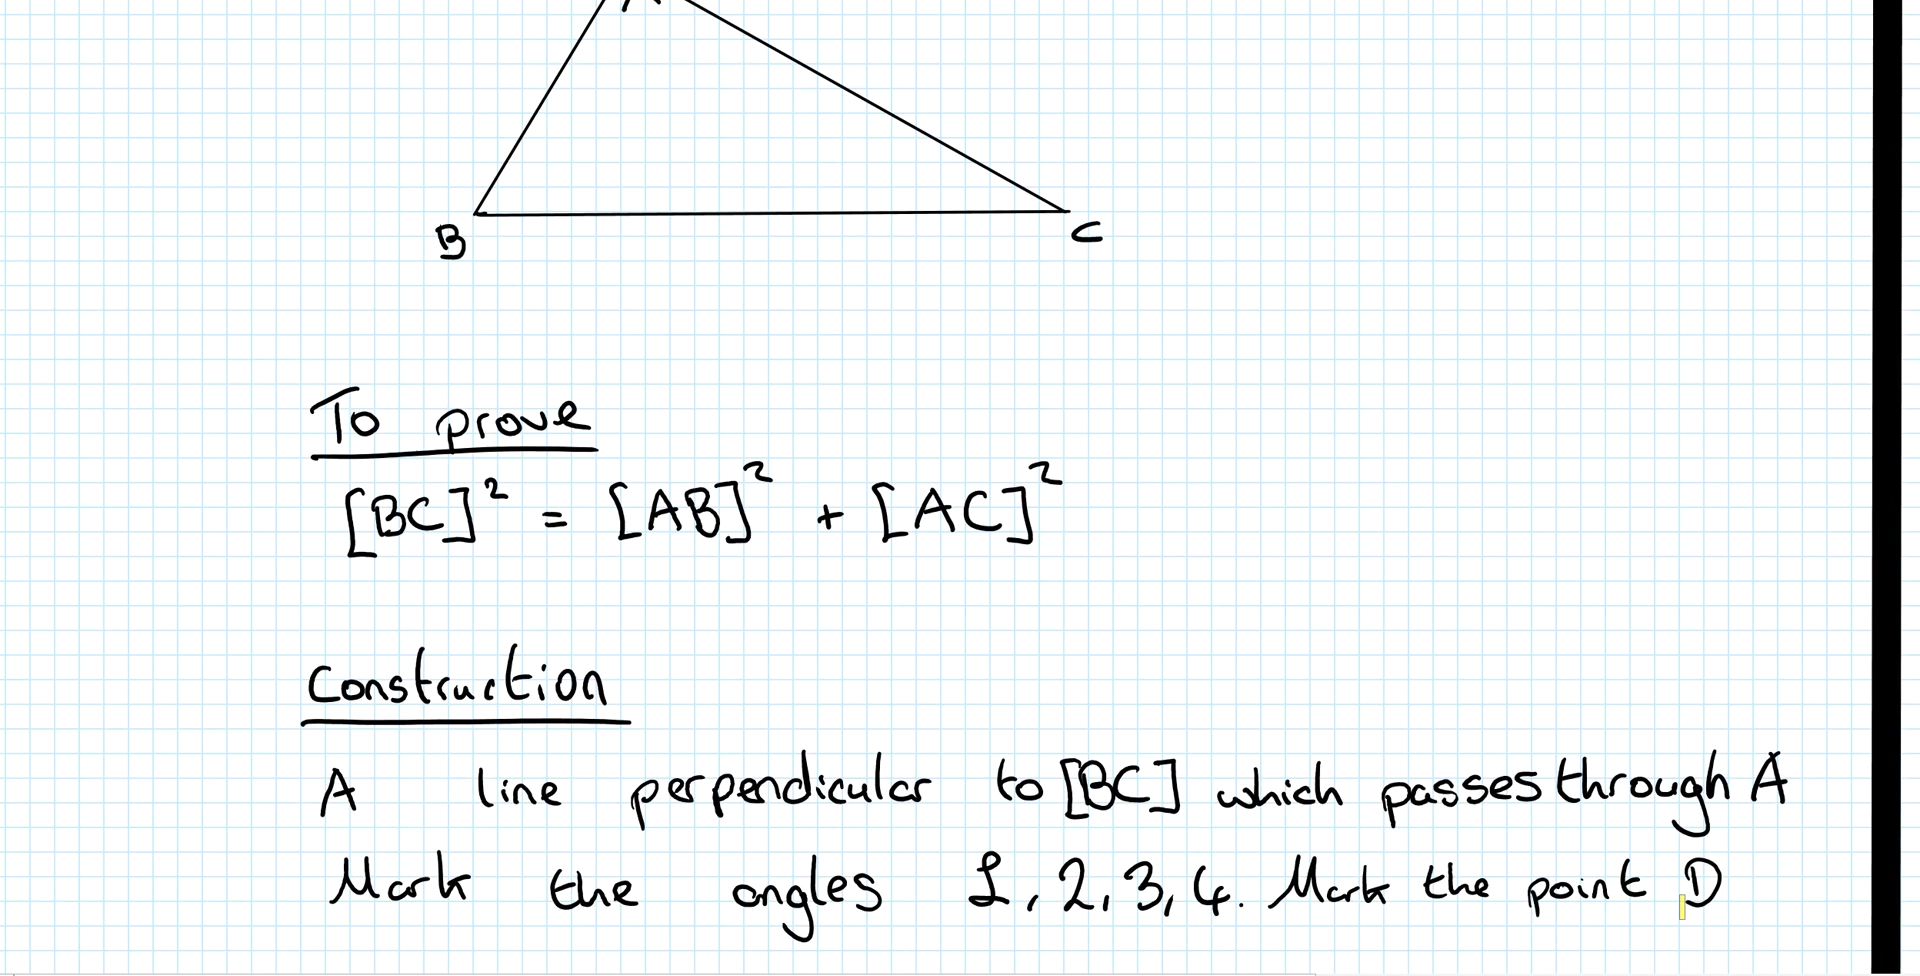 A
B
C
To prove
[BC]² = [AB]² + [AC]²
Construction
A line perpendicular to [BC] which passes through A
Mark the angles 1, 2, 3, 4. Mark the point D